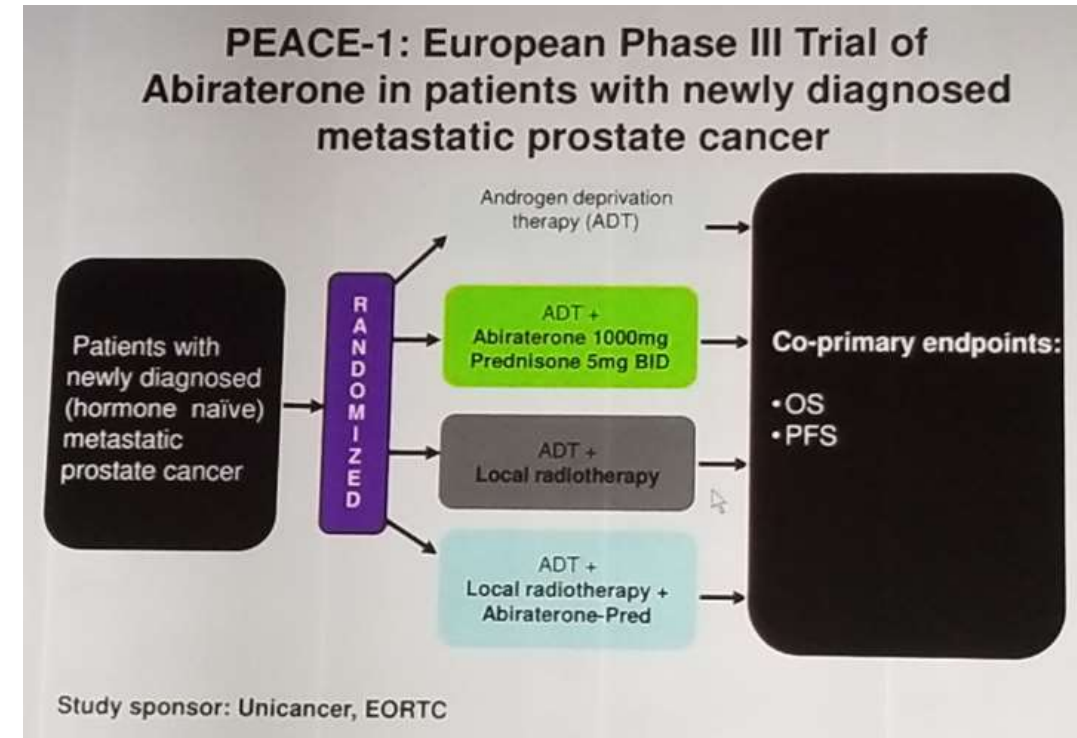 PEACE-1: European Phase III Trial of
Abiraterone in patients with newly diagnosed
metastatic prostate cancer
Patients with
newly diagnosed
(hormone naïve)
metastatic
prostate cancer
RANDOMIZED
Androgen deprivation
therapy (ADT)
ADT +
Abiraterone 1000mg
Prednisone 5mg BID
ADT +
Local radiotherapy
ADT +
Local radiotherapy +
Abiraterone-Pred
Co-primary endpoints:
•OS
•PFS
Study sponsor: Unicancer, EORTC